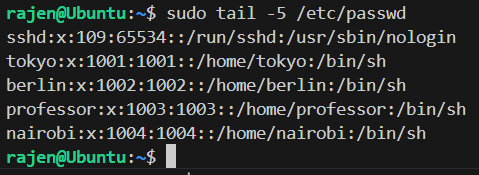 rajen@Ubuntu:~$ sudo tail -5 /etc/passwd
sshd:x:109:65534::/run/sshd:/usr/sbin/nologin
tokyo:x:1001:1001::/home/tokyo:/bin/sh
berlin:x:1002:1002::/home/berlin:/bin/sh
professor:x:1003:1003::/home/professor:/bin/sh
nairobi:x:1004:1004::/home/nairobi:/bin/sh
rajen@Ubuntu:~$